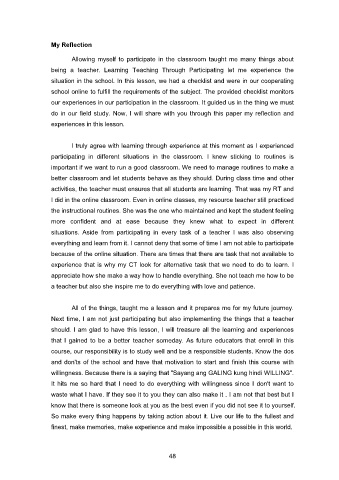 My Reflection
Allowing myself to participate in the classroom taught me many things about
being a teacher. Learning Teaching Through Participating let me experience the
situation in the school. In this lesson, we had a checklist and were in our cooperating
school online to fulfill the requirements of the subject. The provided checklist monitors
our experiences in our participation in the classroom. It guided us in the thing we must
do in our field study. Now, I will share with you through this paper my reflection and
experiences in this lesson.
I truly agree with learning through experience at this moment as I experienced
participating in different situations in the classroom. I knew sticking to routines is
important if we want to run a good classroom. We need to manage routines to make a
better classroom and let students behave as they should. During class time and other
activities, the teacher must ensures that all students are learning. That was my RT and
I did in the online classroom. Even in online classes, my resource teacher still practiced
the instructional routines. She was the one who maintained and kept the student feeling
more confident and at ease because they knew what to expect in different
situations. Aside from participating in every task of a teacher I was also observing
everything and learn from it. I cannot deny that some of time I am not able to participate
because of the online situation. There are times that there are task that not available to
experience that is why my CT look for alternative task that we need to do to learn. I
appreciate how she make a way how to handle everything. She not teach me how to be
a teacher but also she inspire me to do everything with love and patience.
All of the things, taught me a lesson and it prepares me for my future journey.
Next time, I am not just participating but also implementing the things that a teacher
should. I am glad to have this lesson, I will treasure all the learning and experiences
that I gained to be a better teacher someday. As future educators that enroll in this
course, our responsibility is to study well and be a responsible students. Know the dos
and don'ts of the school and have that motivation to start and finish this course with
willingness. Because there is a saying that "Sayang ang GALING kung hindi WILLING".
It hits me so hard that I need to do everything with willingness since I don't want to
waste what I have. If they see it to you they can also make it , I am not that best but I
know that there is someone look at you as the best even if you did not see it to yourself.
So make every thing happens by taking action about it. Live our life to the fullest and
finest, make memories, make experience and make impossible a possible in this world.
48